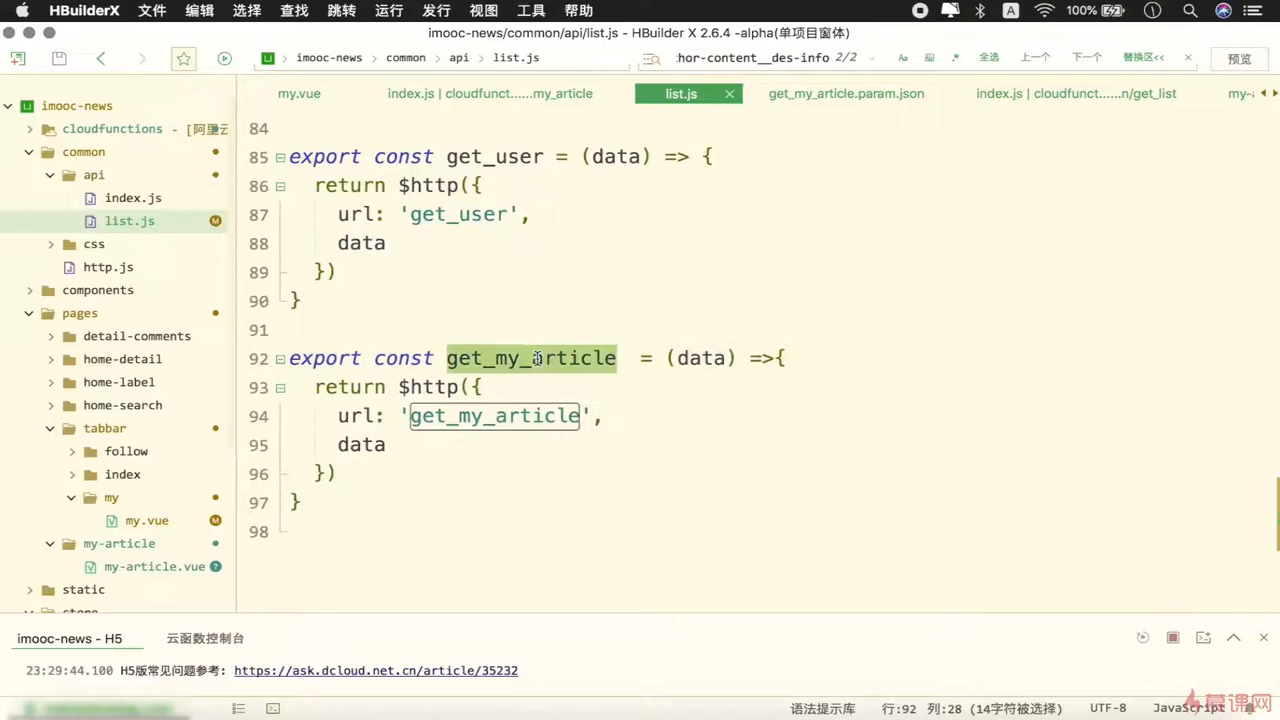 HBuilderX 文件 编辑 选择 查找 跳转 运行 发行 视图 工具 帮助 100%
imooc-news/common/api/list.js - HBuilder X 2.6.4 -alpha(单项目窗体)
imooc-news common api list.js :hor-content__des-info 2/2 Aa 全选 上一个 下一个 替换区<< 预览
my.vue index.js | cloudfunct......my_article list.js get_my_article.param.json index.js | cloudfunct.....n/get_list my-
imooc-news
cloudfunctions - [阿里云
common
api
index.js
list.js M
css
http.js
components
pages
detail-comments
home-detail
home-label
home-search
tabbar
follow
index
my
my.vue M
my-article
my-article.vue ?
static
84
85 export const get_user = (data) => {
86 return $http({
87 url: 'get_user',
88 data
89 })
90 }
91
92 export const get_my_article = (data) =>{
93 return $http({
94 url: 'get_my_article',
95 data
96 })
97 }
98
imooc-news - H5 云函数控制台
23:29:44.100 H5版常见问题参考: https://ask.dcloud.net.cn/article/35232
语法提示库 行:92 列:28 (14字符被选择) UTF-8 JavaScript
慕课网